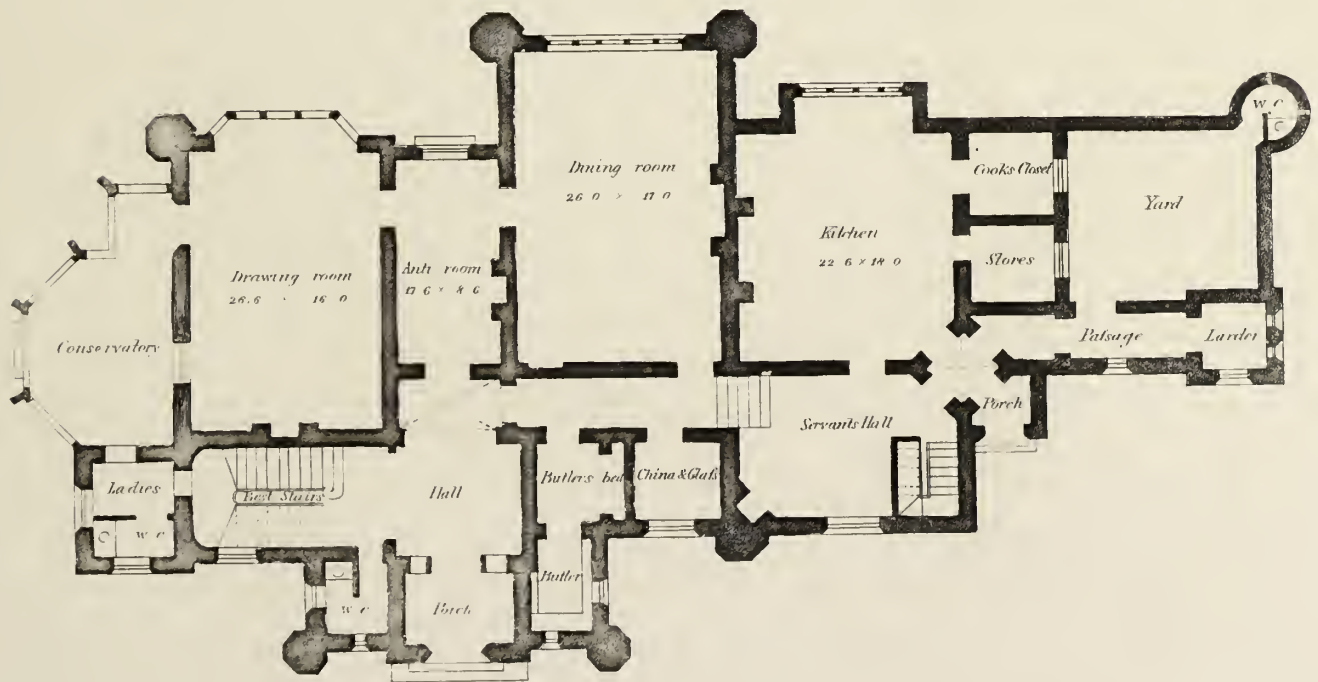 W. C
Dining room
26 0 × 17 0
Cooks Closet
Yard
Kitchen
22 6 × 18 0
Stores
Drawing room
26.6 × 16 0
Anti room
17 6 × 8 6
Conservatory
Passage
Larder
Porch
Servants Hall
Ladies
W C
Best Stairs
Hall
Butlers bed
China & Glaſs
Butler
W C
Porch